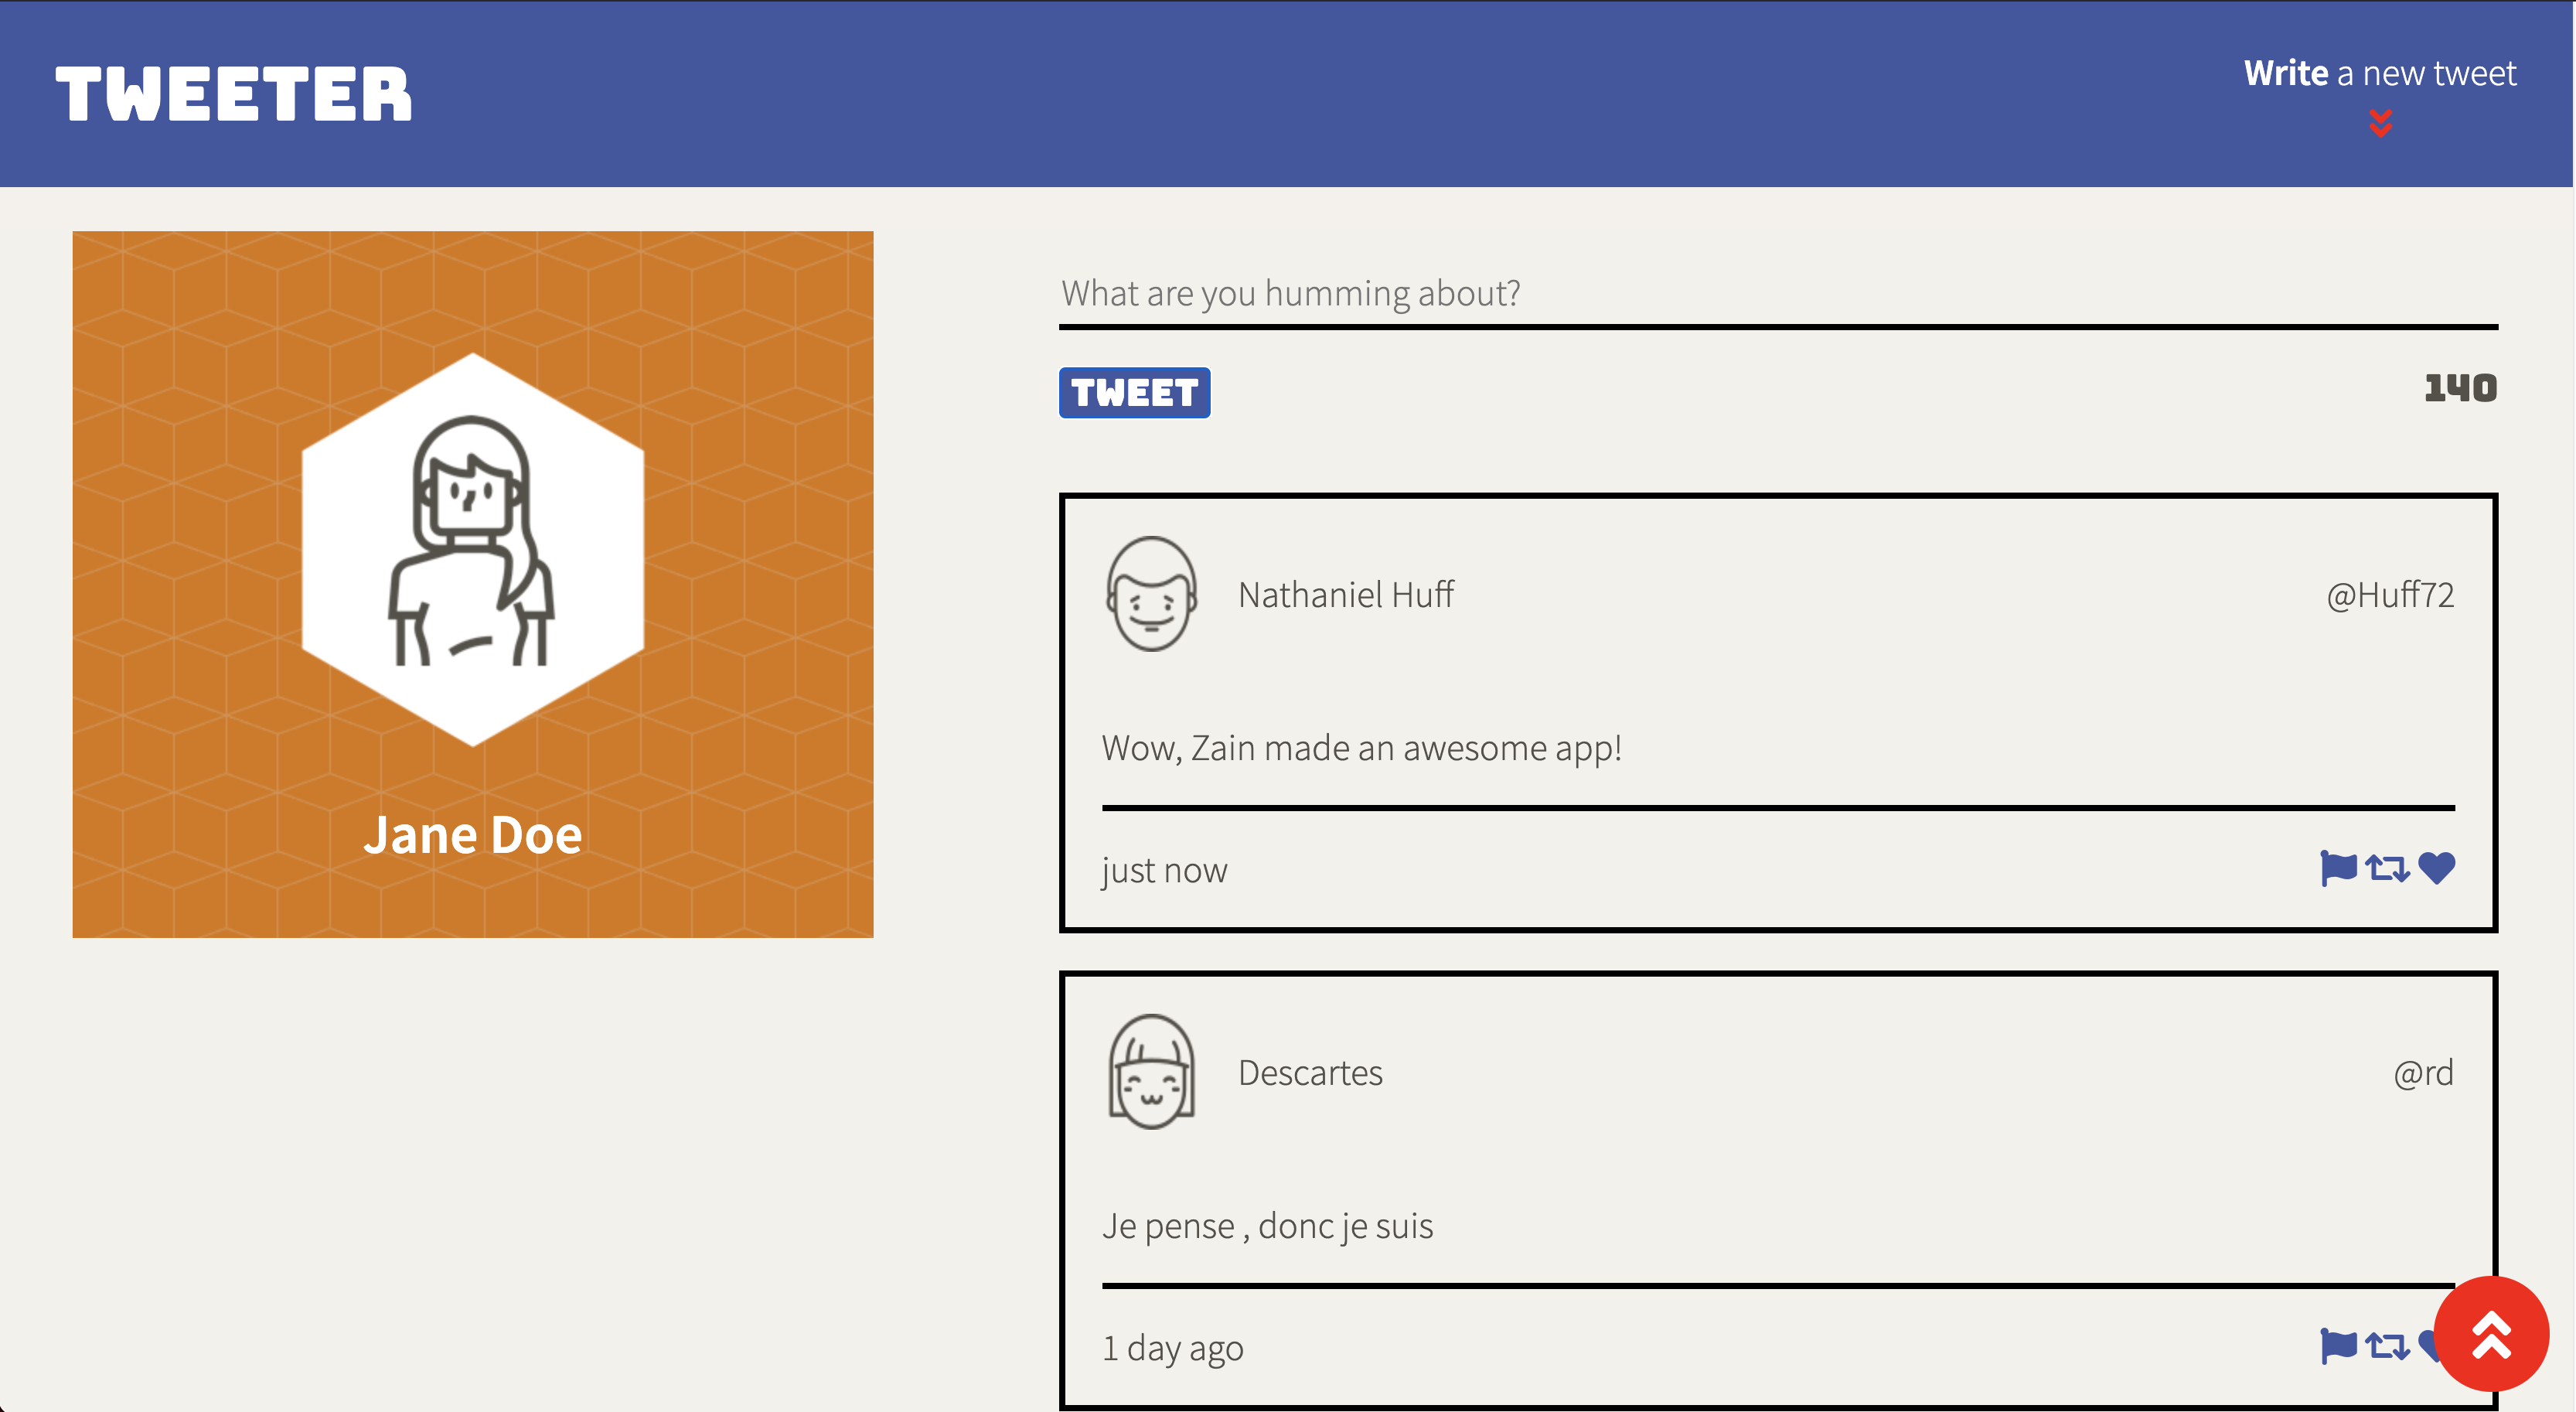 TWEETER
Write a new tweet
Jane Doe
What are you humming about?
TWEET
140
Nathaniel Huff
@Huff72
Wow, Zain made an awesome app!
just now
Descartes
@rd
Je pense , donc je suis
1 day ago